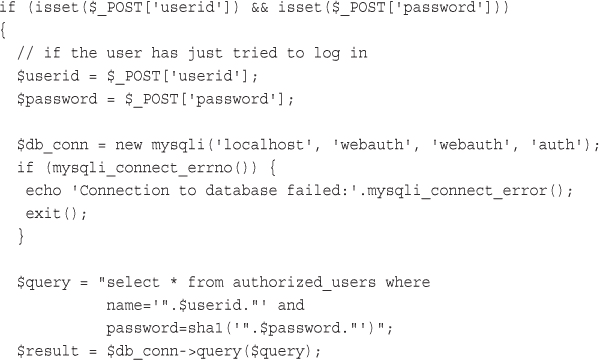 if (isset($_POST['userid']) && isset($_POST['password']))
{
  // if the user has just tried to log in
  $userid = $_POST['userid'];
  $password = $_POST['password'];

  $db_conn = new mysqli('localhost', 'webauth', 'webauth', 'auth');
  if (mysqli_connect_errno()) {
   echo 'Connection to database failed:'.mysqli_connect_error();
   exit();
  }

  $query = "select * from authorized_users where
            name='".$userid."' and
            password=sha1('".$password."')";
  $result = $db_conn->query($query);